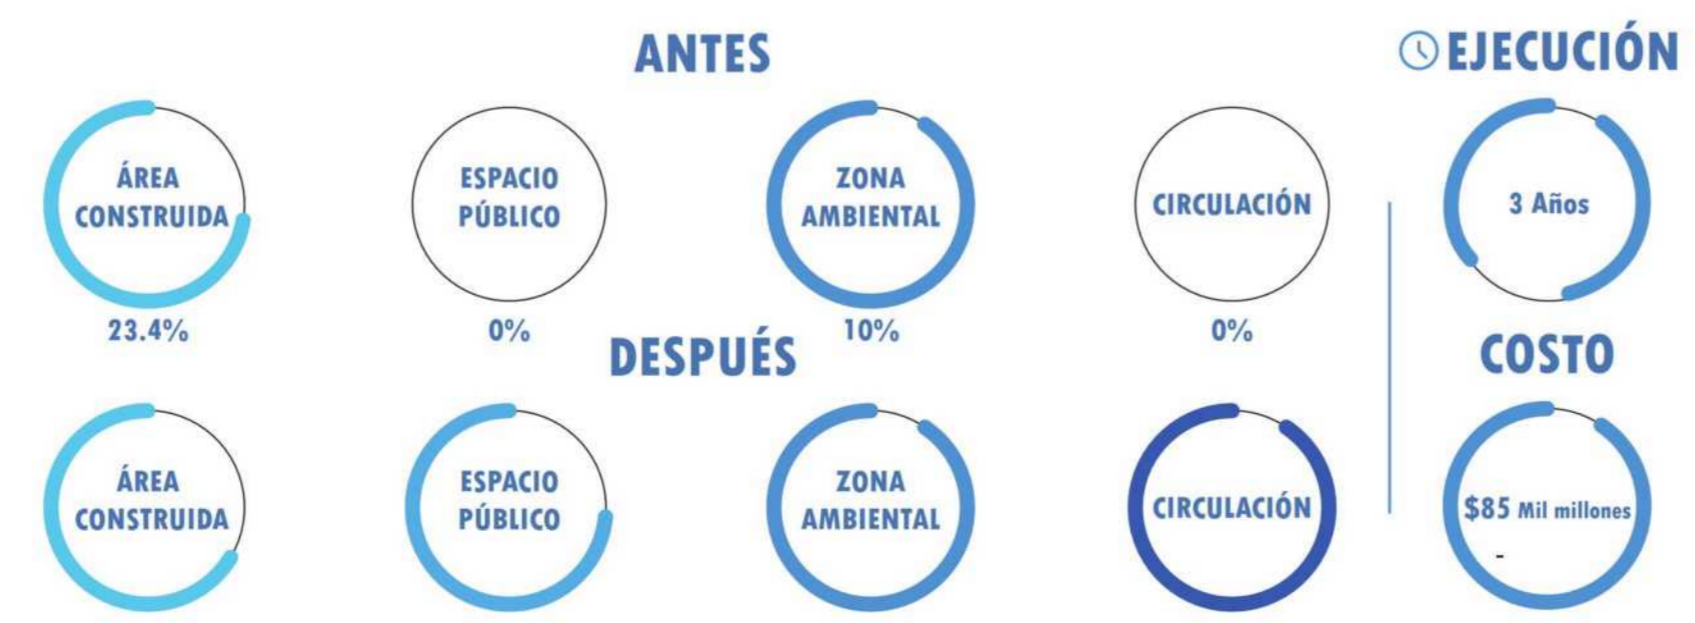 ANTES
EJECUCIÓN
ÁREA
CONSTRUIDA
23.4%
ESPACIO
PÚBLICO
0%
ZONA
AMBIENTAL
10%
CIRCULACIÓN
0%
3 Años
DESPUÉS
COSTO
ÁREA
CONSTRUIDA
ESPACIO
PÚBLICO
ZONA
AMBIENTAL
CIRCULACIÓN
$85 Mil millones
-